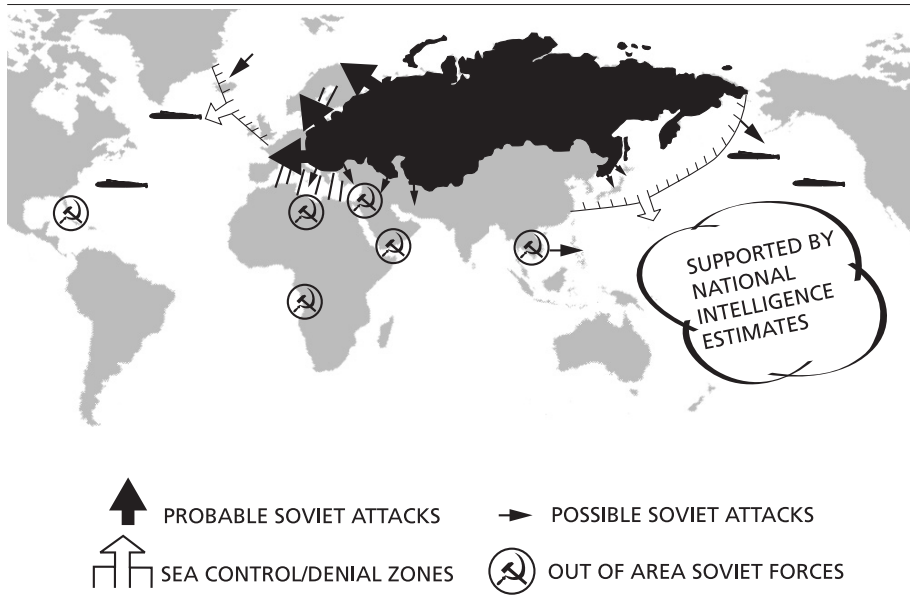 SUPPORTED BY
NATIONAL
INTELLIGENCE
ESTIMATES
PROBABLE SOVIET ATTACKS
POSSIBLE SOVIET ATTACKS
SEA CONTROL/DENIAL ZONES
OUT OF AREA SOVIET FORCES